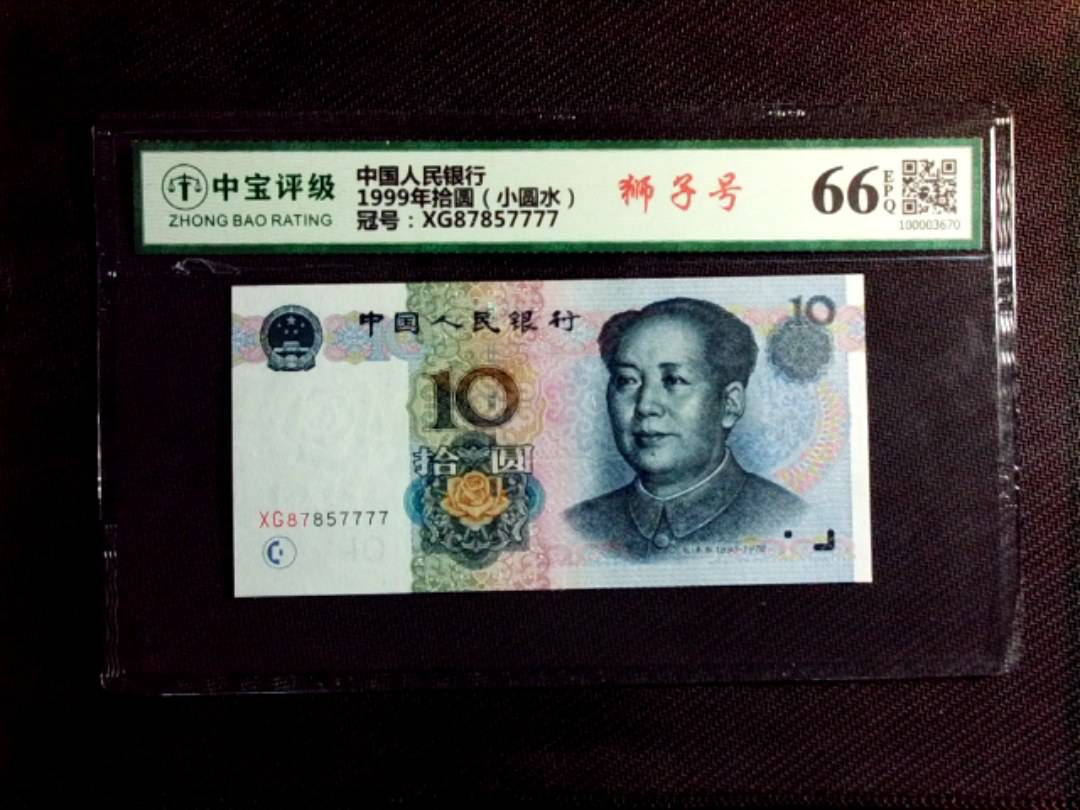 中宝评级
ZHONG BAO RATING
中国人民银行
1999年拾圆（小圆水）
冠号：XG87857777
狮子号
66
EPQ
100003670
中国人民银行
10
10
拾圆
XG87857777